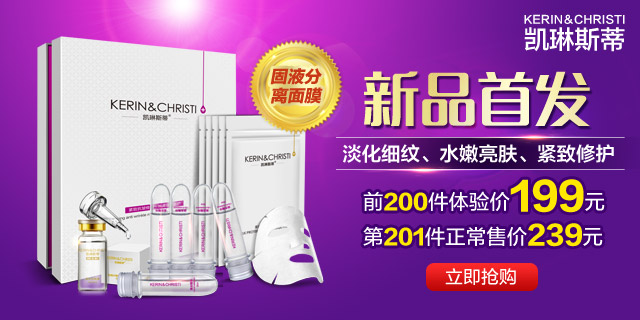 KERIN&CHRISTI
凯琳斯蒂
固液分
离面膜
新品首发
淡化细纹、水嫩亮肤、紧致修护
前200件体验价199元
第201件正常售价239元
立即抢购
KERIN&CHRISTI
凯琳斯蒂
KERIN&CHRISTI
KERIN&CHRISTI